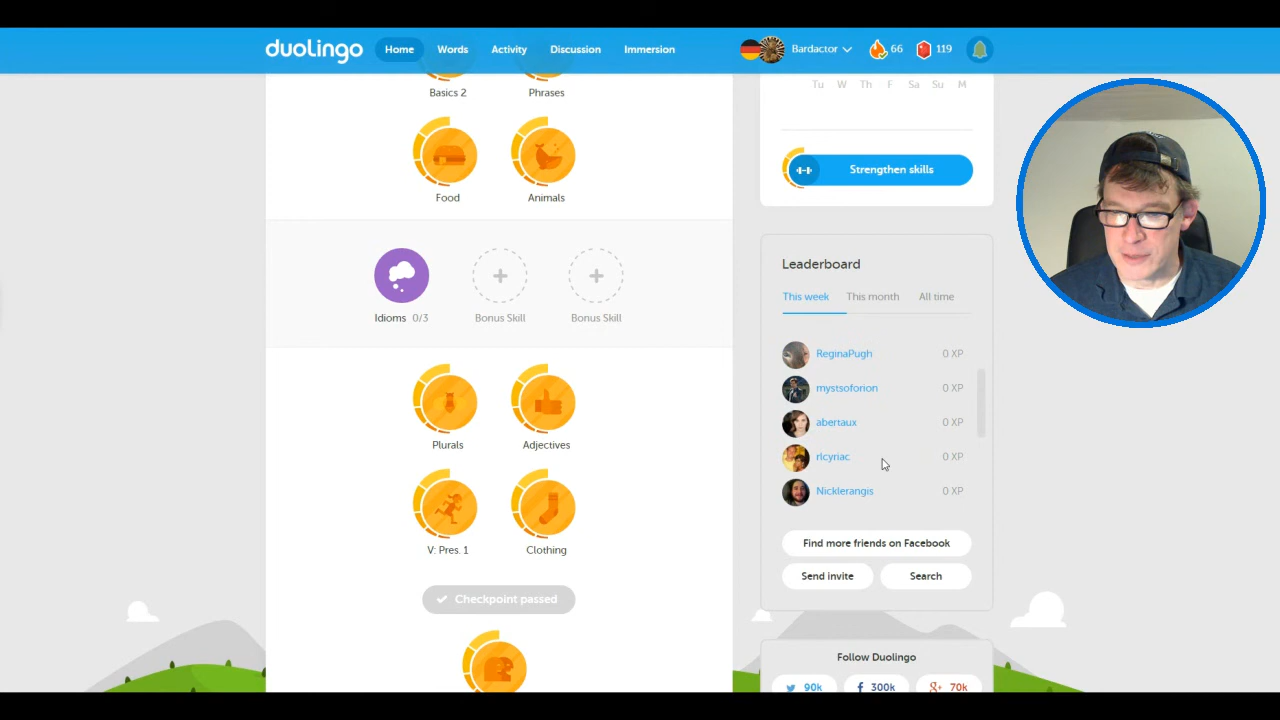 duolingo Home Words Activity Discussion Immersion Bardactor 66 119
Basics 2 Phrases
Tu W Th F Sa Su M
Strengthen skills
Food Animals
Idioms 0/3 Bonus Skill Bonus Skill
Leaderboard
This week This month All time
ReginaPugh 0 XP
mystsoforion 0 XP
abertaux 0 XP
rlcyriac 0 XP
Nicklerangis 0 XP
Plurals Adjectives
V: Pres. 1 Clothing
Find more friends on Facebook
Send invite Search
Checkpoint passed
Follow Duolingo
90k 300k 70k